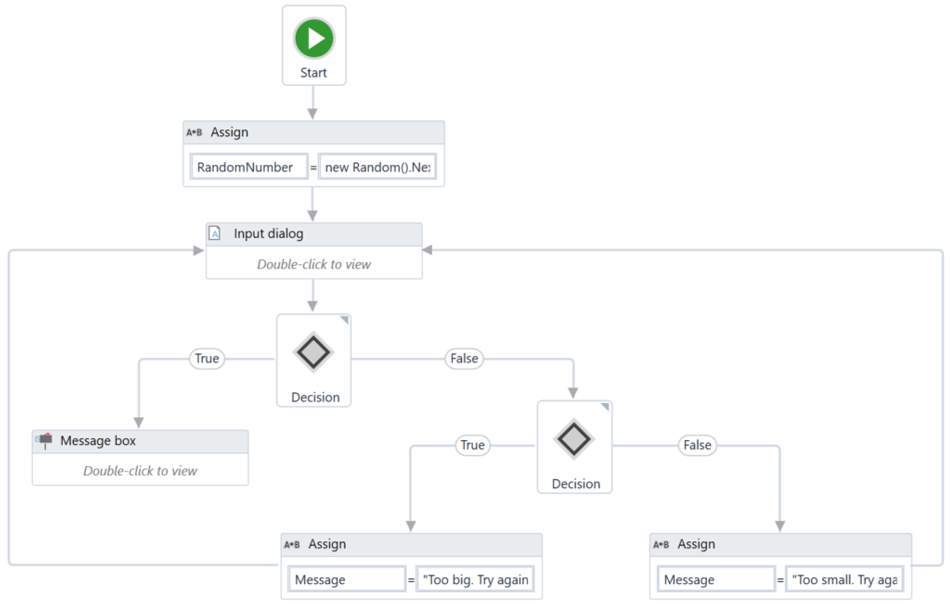 Start
A+B Assign
RandomNumber = new Random().Ne
Input dialog
Double-click to view
True
False
Decision
Message box
Double-click to view
True
False
Decision
A+B Assign
Message = "Too big. Try again
A+B Assign
Message = "Too small. Try aga